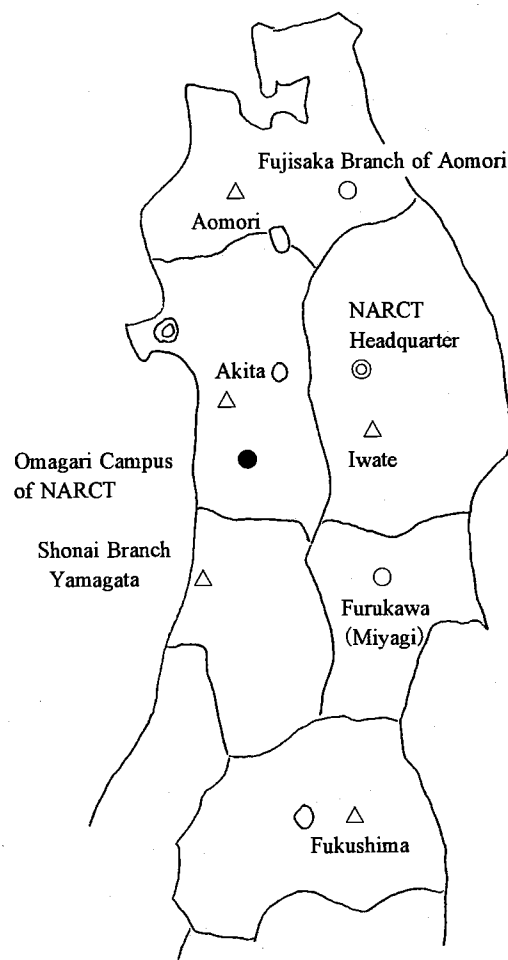 Fujisaka Branch of Aomori
Aomori
NARCT
Headquarter
Akita
Iwate
Omagari Campus
of NARCT
Shonai Branch
Yamagata
Furukawa
(Miyagi)
Fukushima